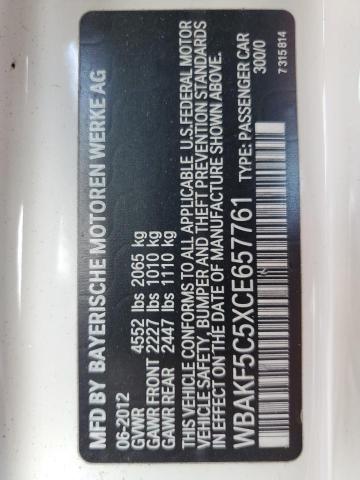 MFD BY BAYERISCHE MOTOREN WERKE AG
06-2012
GVWR 4552 lbs 2065 kg
GAWR FRONT 2227 lbs 1010 kg
GAWR REAR 2447 lbs 1110 kg
THIS VEHICLE CONFORMS TO ALL APPLICABLE U.S. FEDERAL MOTOR
VEHICLE SAFETY, BUMPER AND THEFT PREVENTION STANDARDS
IN EFFECT ON THE DATE OF MANUFACTURE SHOWN ABOVE.
WBAKF5C5XCE657761
TYPE: PASSENGER CAR
300/0
7 315 814